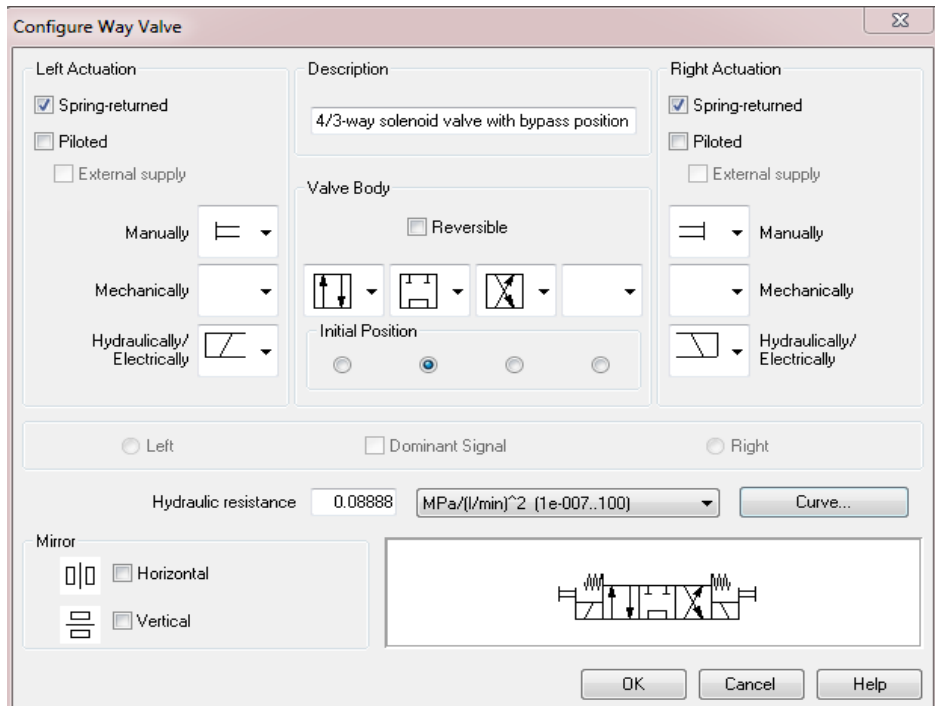 Configure Way Valve
Left Actuation
Spring-returned
Piloted
External supply
Manually
Mechanically
Hydraulically/
Electrically
Description
4/3-way solenoid valve with bypass position
Valve Body
Reversible
Initial Position
Right Actuation
Spring-returned
Piloted
External supply
Manually
Mechanically
Hydraulically/
Electrically
Left
Dominant Signal
Right
Hydraulic resistance 0.08888 MPa/(l/min)^2 (1e-007..100) Curve...
Mirror
Horizontal
Vertical
OK Cancel Help